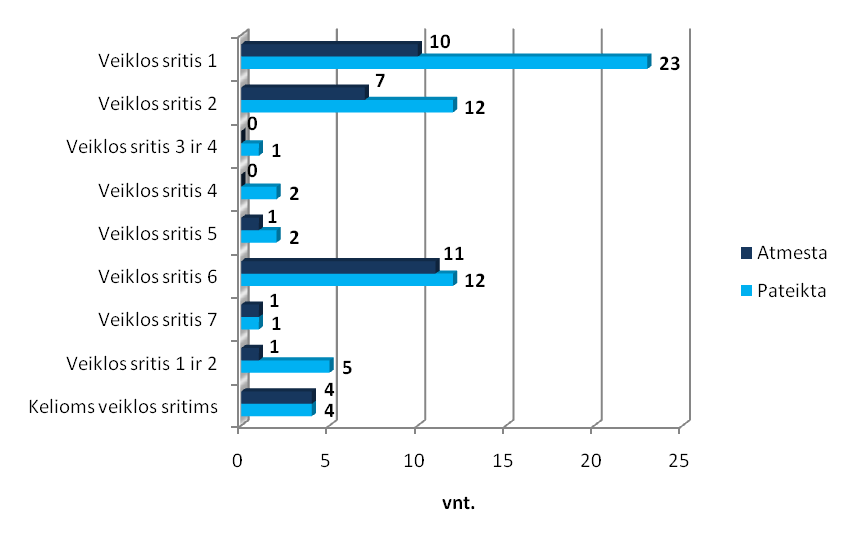 Veiklos sritis 1
10
23
Veiklos sritis 2
7
12
Veiklos sritis 3 ir 4
0
1
Veiklos sritis 4
0
2
Veiklos sritis 5
1
2
Veiklos sritis 6
11
12
Veiklos sritis 7
1
1
Veiklos sritis 1 ir 2
1
5
Kelioms veiklos sritims
4
4
0 5 10 15 20 25
vnt.
Atmesta
Pateikta